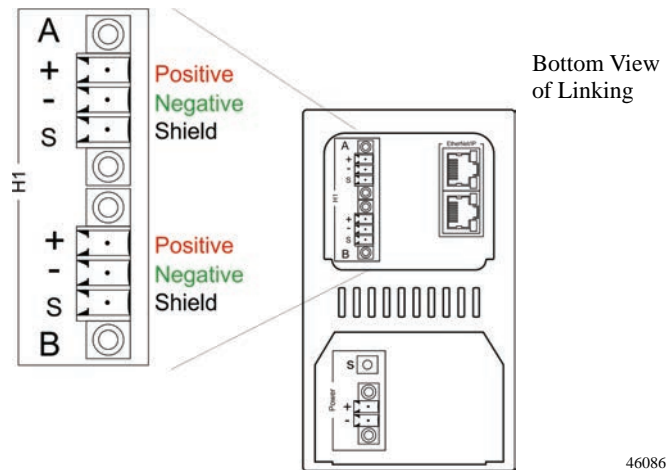 A
+ Positive
- Negative
S Shield
H1
+ Positive
- Negative
S Shield
B
Bottom View
of Linking
EtherNet/IP
A
+
-
S
H1
+
-
S
B
S
Power
+
-
46086